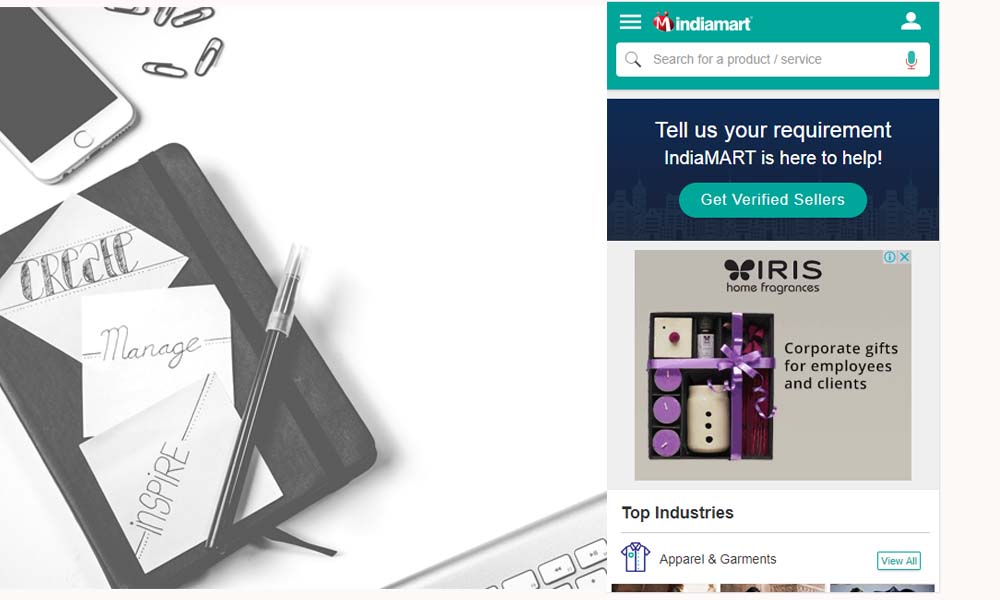 CREATE
Manage
INSPIRE
indiamart
Search for a product / service
Tell us your requirement
IndiaMART is here to help!
Get Verified Sellers
IRIS
home fragrances
Corporate gifts
for employees
and clients
Top Industries
Apparel & Garments
View All